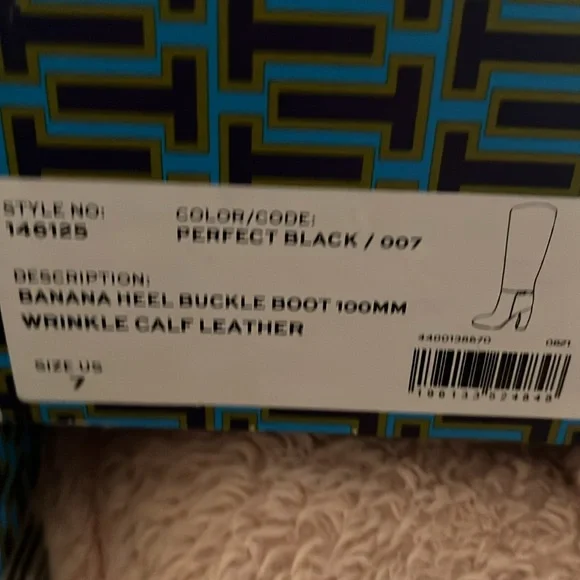 STYLE NO:
146125
COLOR/CODE:
PERFECT BLACK / 007
DESCRIPTION:
BANANA HEEL BUCKLE BOOT 100MM
WRINKLE CALF LEATHER
SIZE US
7